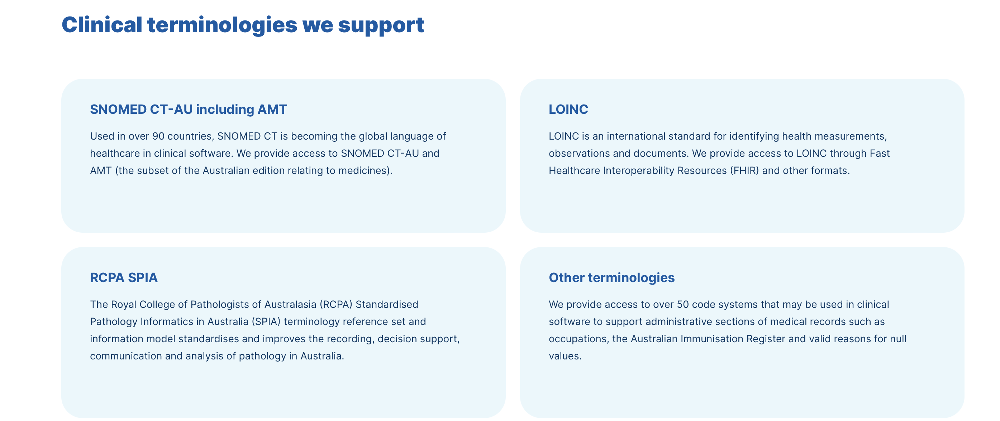 Clinical terminologies we support
SNOMED CT-AU including AMT
Used in over 90 countries, SNOMED CT is becoming the global language of
healthcare in clinical software. We provide access to SNOMED CT-AU and
AMT (the subset of the Australian edition relating to medicines).
LOINC
LOINC is an international standard for identifying health measurements,
observations and documents. We provide access to LOINC through Fast
Healthcare Interoperability Resources (FHIR) and other formats.
RCPA SPIA
The Royal College of Pathologists of Australasia (RCPA) Standardised
Pathology Informatics in Australia (SPIA) terminology reference set and
information model standardises and improves the recording, decision support,
communication and analysis of pathology in Australia.
Other terminologies
We provide access to over 50 code systems that may be used in clinical
software to support administrative sections of medical records such as
occupations, the Australian Immunisation Register and valid reasons for null
values.